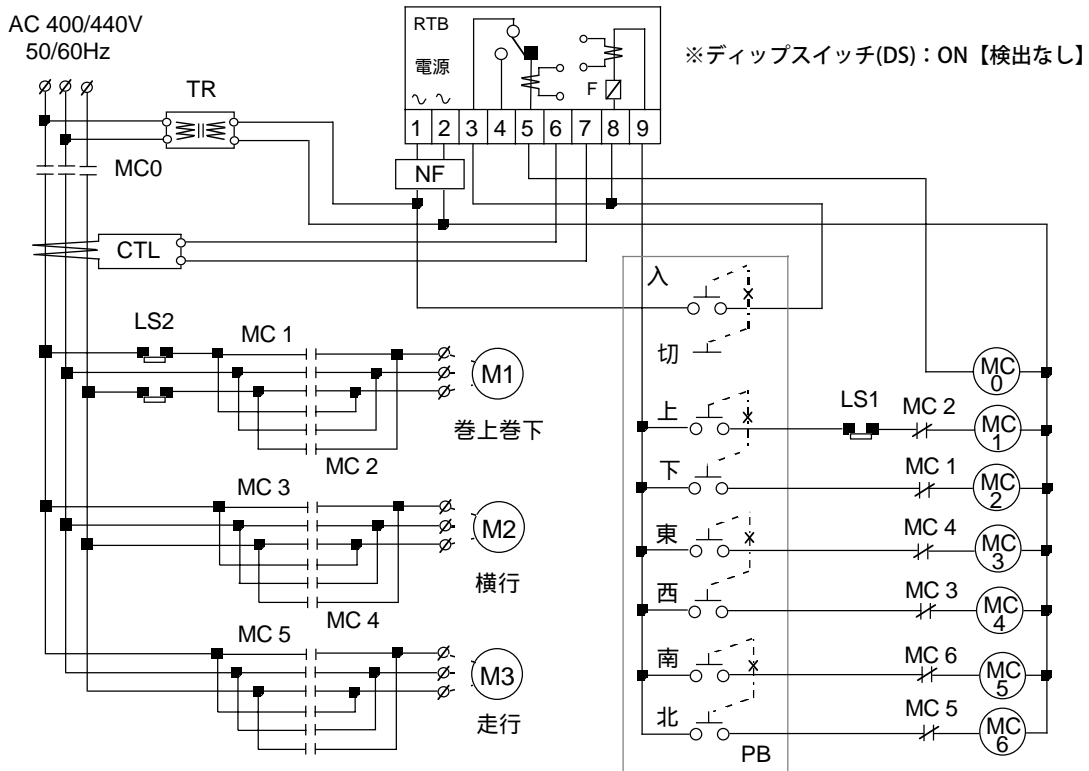 AC 400/440V
50/60Hz
RTB
電源
F
※ディップスイッチ(DS)：ON【検出なし】
1 2 3 4 5 6 7 8 9
TR
NF
MC0
CTL
入
切
LS2
MC 1
M1
巻上巻下
MC 2
上
LS1
MC 2
MC
0
MC
1
下
MC 1
MC
2
MC 3
M2
横行
MC 4
東
MC 4
MC
3
西
MC 3
MC
4
MC 5
M3
走行
南
MC 6
MC
5
北
MC 5
MC
6
PB